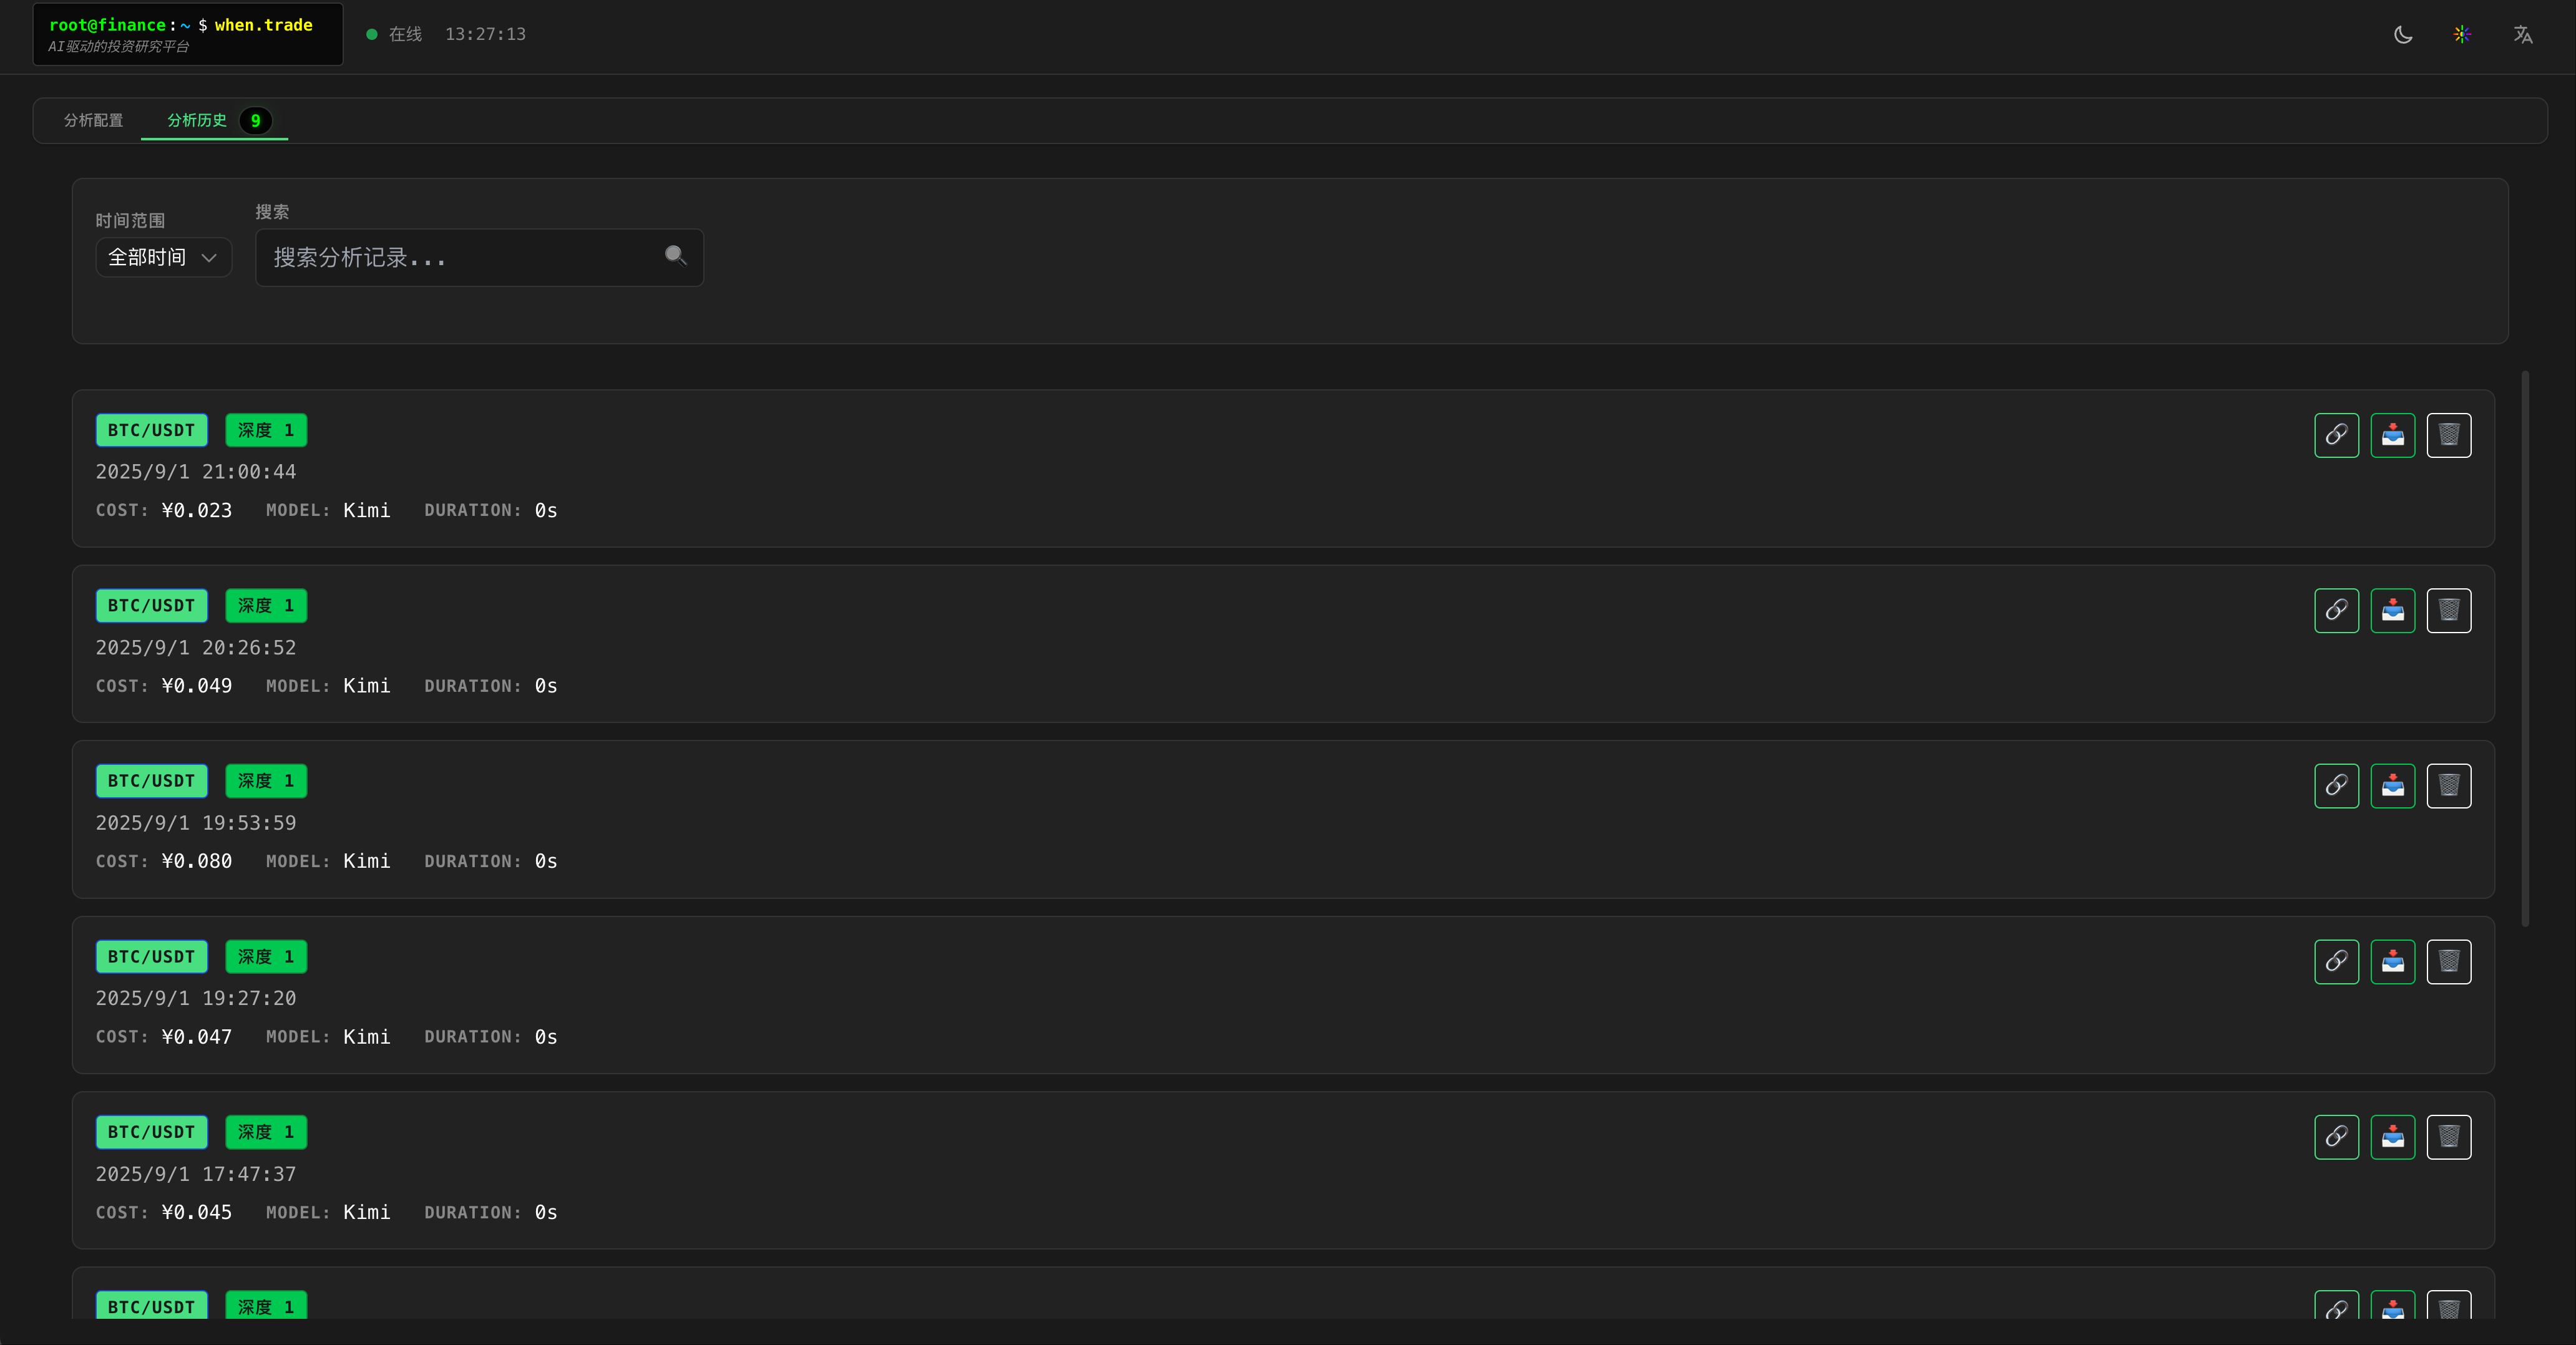 root@finance:~ $ when.trade
AI驱动的投资研究平台
在线 13:27:13
分析配置 分析历史 9
时间范围 搜索
全部时间 搜索分析记录...
BTC/USDT 深度 1
2025/9/1 21:00:44
COST: ¥0.023 MODEL: Kimi DURATION: 0s
BTC/USDT 深度 1
2025/9/1 20:26:52
COST: ¥0.049 MODEL: Kimi DURATION: 0s
BTC/USDT 深度 1
2025/9/1 19:53:59
COST: ¥0.080 MODEL: Kimi DURATION: 0s
BTC/USDT 深度 1
2025/9/1 19:27:20
COST: ¥0.047 MODEL: Kimi DURATION: 0s
BTC/USDT 深度 1
2025/9/1 17:47:37
COST: ¥0.045 MODEL: Kimi DURATION: 0s
BTC/USDT 深度 1